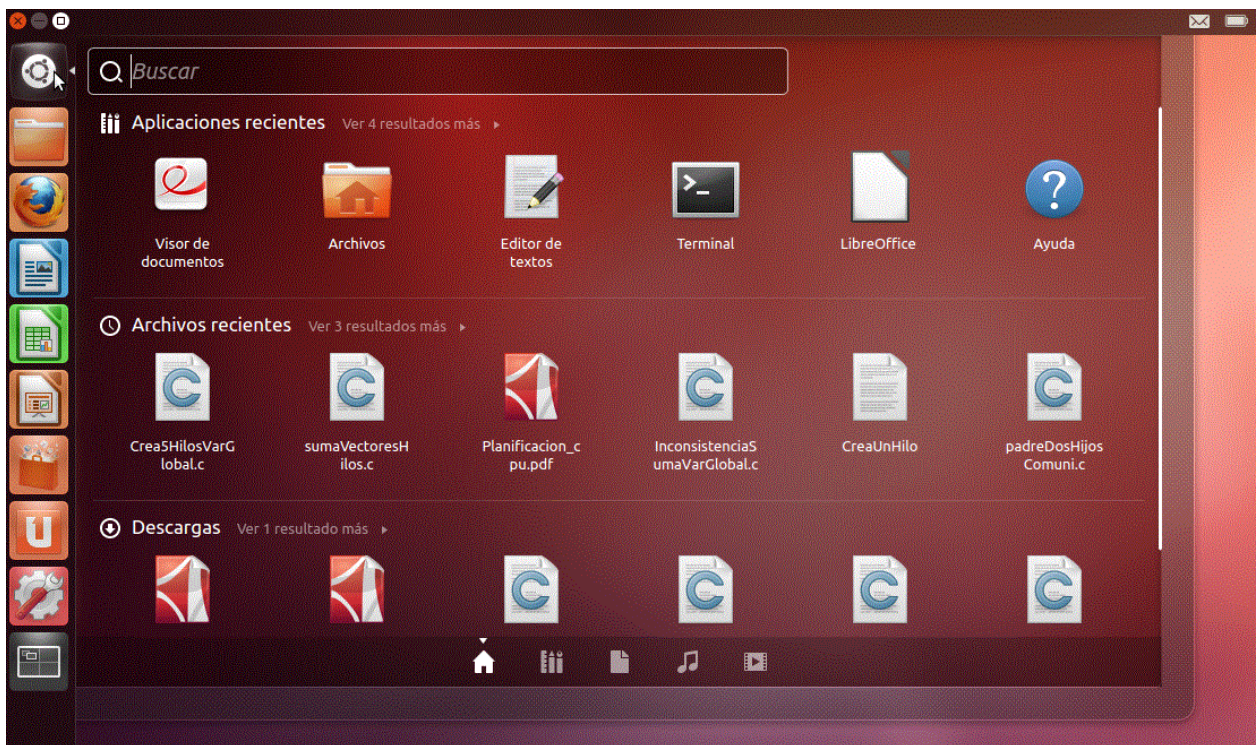 Buscar
Aplicaciones recientes Ver 4 resultados más
Visor de
documentos
Archivos
Editor de
textos
Terminal
LibreOffice
Ayuda
Archivos recientes Ver 3 resultados más
Crea5HilosVarG
lobal.c
sumaVectoresH
ilos.c
Planificacion_c
pu.pdf
InconsistenciaS
umaVarGlobal.c
CreaUnHilo
padreDosHijos
Comuni.c
Descargas Ver 1 resultado más